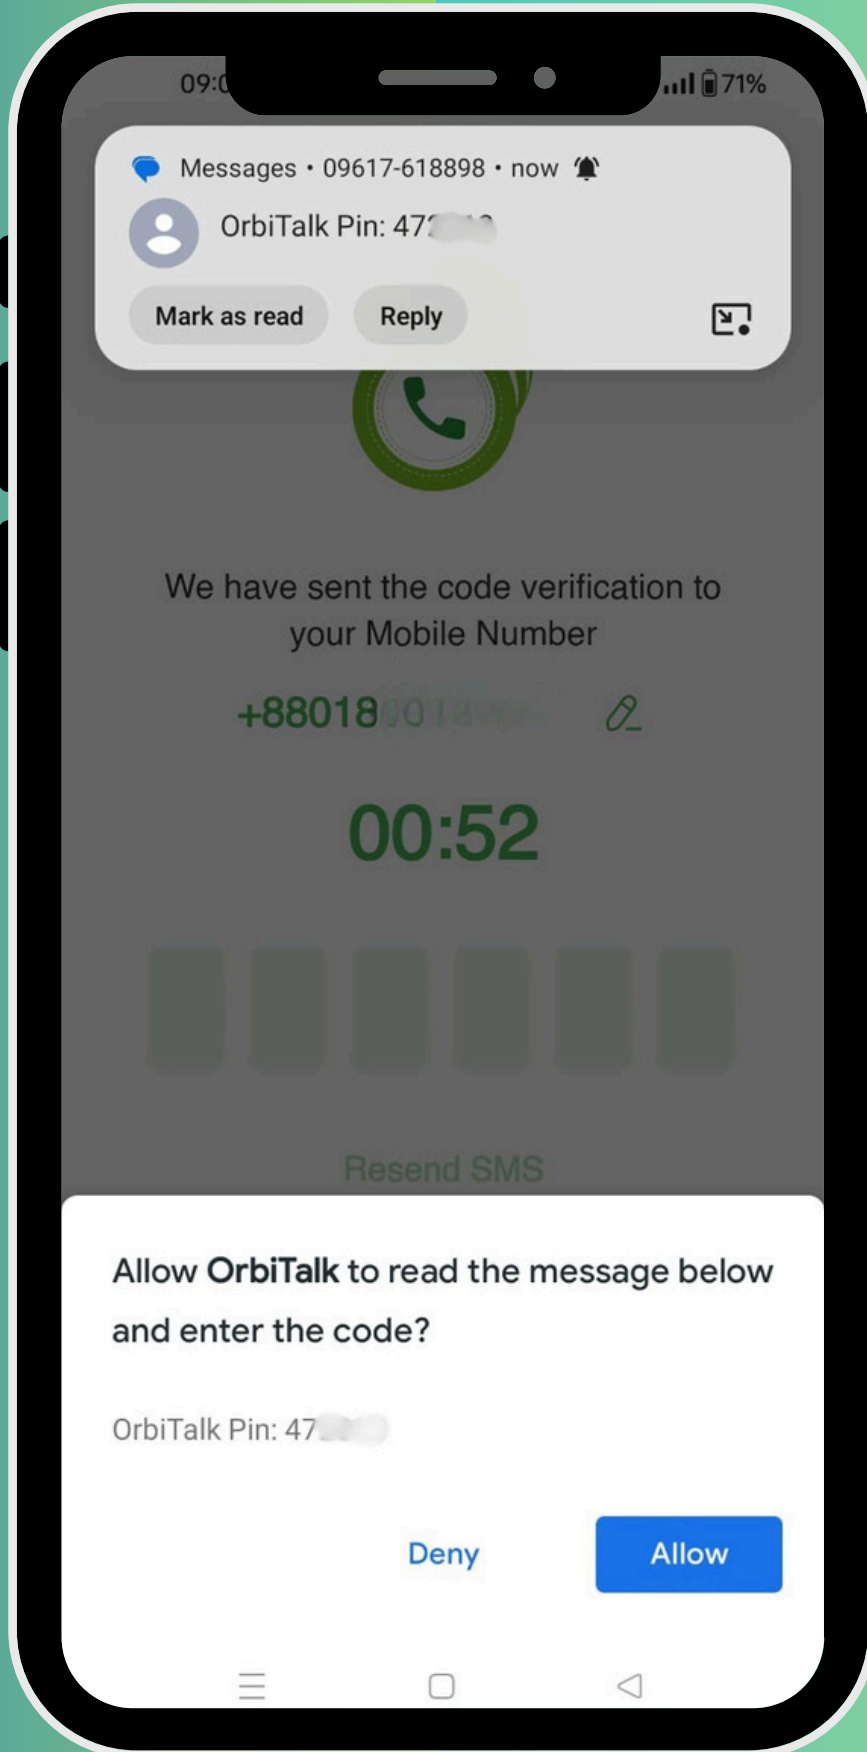 09:0
71%
Messages • 09617-618898 • now
OrbiTalk Pin: 47
Mark as read
Reply
We have sent the code verification to
your Mobile Number
+88018
00:52
Resend SMS
Allow OrbiTalk to read the message below
and enter the code?
OrbiTalk Pin: 47
Deny
Allow